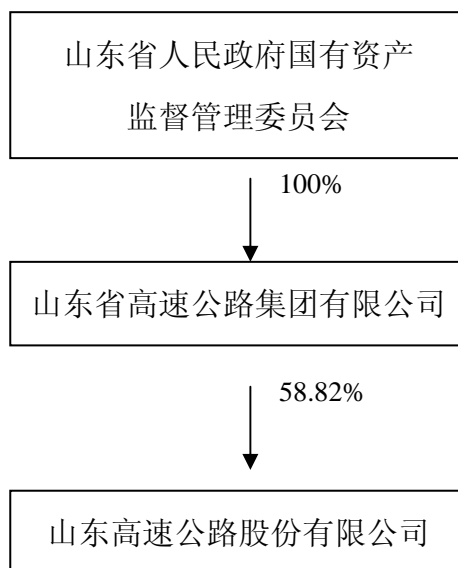 山东省人民政府国有资产
监督管理委员会
100%
山东省高速公路集团有限公司
58.82%
山东高速公路股份有限公司